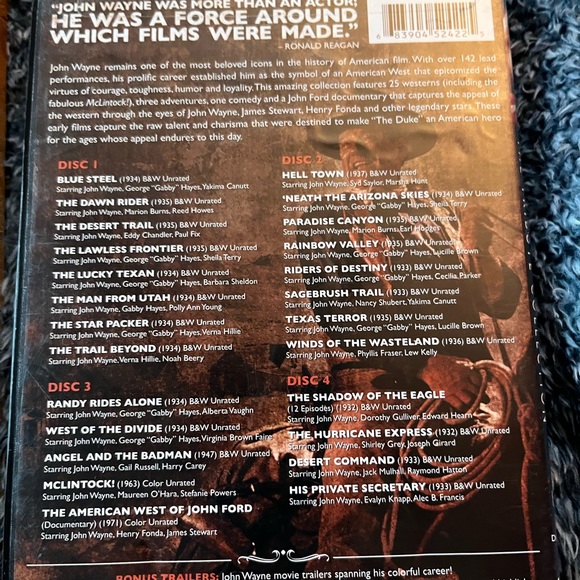 “JOHN WAYNE WAS MORE THAN AN ACTOR;
HE WAS A FORCE AROUND
WHICH FILMS WERE MADE.”
– RONALD REAGAN
83904 52422 5
John Wayne remains one of the most beloved icons in the history of American film. With over 142 lead
performances, his prolific career established him as the symbol of an American West that epitomized the
virtues of courage, toughness, humor and loyality. This amazing collection features 25 westerns (including the
fabulous McLintock!), three adventures, one comedy and a John Ford documentary that captures the appeal of
the western through the eyes of John Wayne, James Stewart, Henry Fonda and other legendary stars. These
early films capture the raw talent and charisma that were destined to make "The Duke" an American hero
for the ages whose appeal endures to this day.
DISC 1
BLUE STEEL (1934) B&W Unrated
Starring John Wayne, George "Gabby" Hayes, Yakima Canutt
THE DAWN RIDER (1935) B&W Unrated
Starring John Wayne, Marion Burns, Reed Howes
THE DESERT TRAIL (1935) B&W Unrated
Starring John Wayne, Eddy Chandler, Paul Fix
THE LAWLESS FRONTIER (1935) B&W Unrated
Starring John Wayne, George "Gabby" Hayes, Sheila Terry
THE LUCKY TEXAN (1934) B&W Unrated
Starring John Wayne, George "Gabby" Hayes, Barbara Sheldon
THE MAN FROM UTAH (1934) B&W Unrated
Starring John Wayne, Gabby Hayes, Polly Ann Young
THE STAR PACKER (1934) B&W Unrated
Starring John Wayne, George "Gabby" Hayes, Verna Hillie
THE TRAIL BEYOND (1934) B&W Unrated
Starring John Wayne, Verna Hillie, Noah Beery
DISC 2
HELL TOWN (1937) B&W Unrated
Starring John Wayne, Syd Saylor, Marsha Hunt
'NEATH THE ARIZONA SKIES (1934) B&W Unrated
Starring John Wayne, George "Gabby" Hayes, Sheila Terry
PARADISE CANYON (1935) B&W Unrated
Starring John Wayne, Marion Burns, Earl Hodges
RAINBOW VALLEY (1935) B&W Unrated
Starring John Wayne, George "Gabby" Hayes, Lucille Brown
RIDERS OF DESTINY (1933) B&W Unrated
Starring John Wayne, George "Gabby" Hayes, Cecilia Parker
SAGEBRUSH TRAIL (1933) B&W Unrated
Starring John Wayne, Nancy Shubert, Yakima Canutt
TEXAS TERROR (1935) B&W Unrated
Starring John Wayne, George "Gabby" Hayes, Lucille Brown
WINDS OF THE WASTELAND (1936) B&W Unrated
Starring John Wayne, Phyllis Fraser, Lew Kelly
DISC 3
RANDY RIDES ALONE (1934) B&W Unrated
Starring John Wayne, George "Gabby" Hayes, Alberta Vaughn
WEST OF THE DIVIDE (1934) B&W Unrated
Starring John Wayne, George "Gabby" Hayes, Virginia Brown Faire
ANGEL AND THE BADMAN (1947) B&W Unrated
Starring John Wayne, Gail Russell, Harry Carey
MCLINTOCK! (1963) Color Unrated
Starring John Wayne, Maureen O'Hara, Stefanie Powers
THE AMERICAN WEST OF JOHN FORD
(Documentary) (1971) Color Unrated
Starring John Wayne, Henry Fonda, James Stewart
DISC 4
THE SHADOW OF THE EAGLE
(12 Episodes) (1932) B&W Unrated
Starring John Wayne, Dorothy Gulliver, Edward Hearn
THE HURRICANE EXPRESS (1932) B&W Unrated
Starring John Wayne, Shirley Grey, Joseph Girard
DESERT COMMAND (1933) B&W Unrated
Starring John Wayne, Jack Mulhall, Raymond Hatton
HIS PRIVATE SECRETARY (1933) B&W Unrated
Starring John Wayne, Evalyn Knapp, Alec B. Francis
BONUS TRAILERS: John Wayne movie trailers spanning his colorful career!